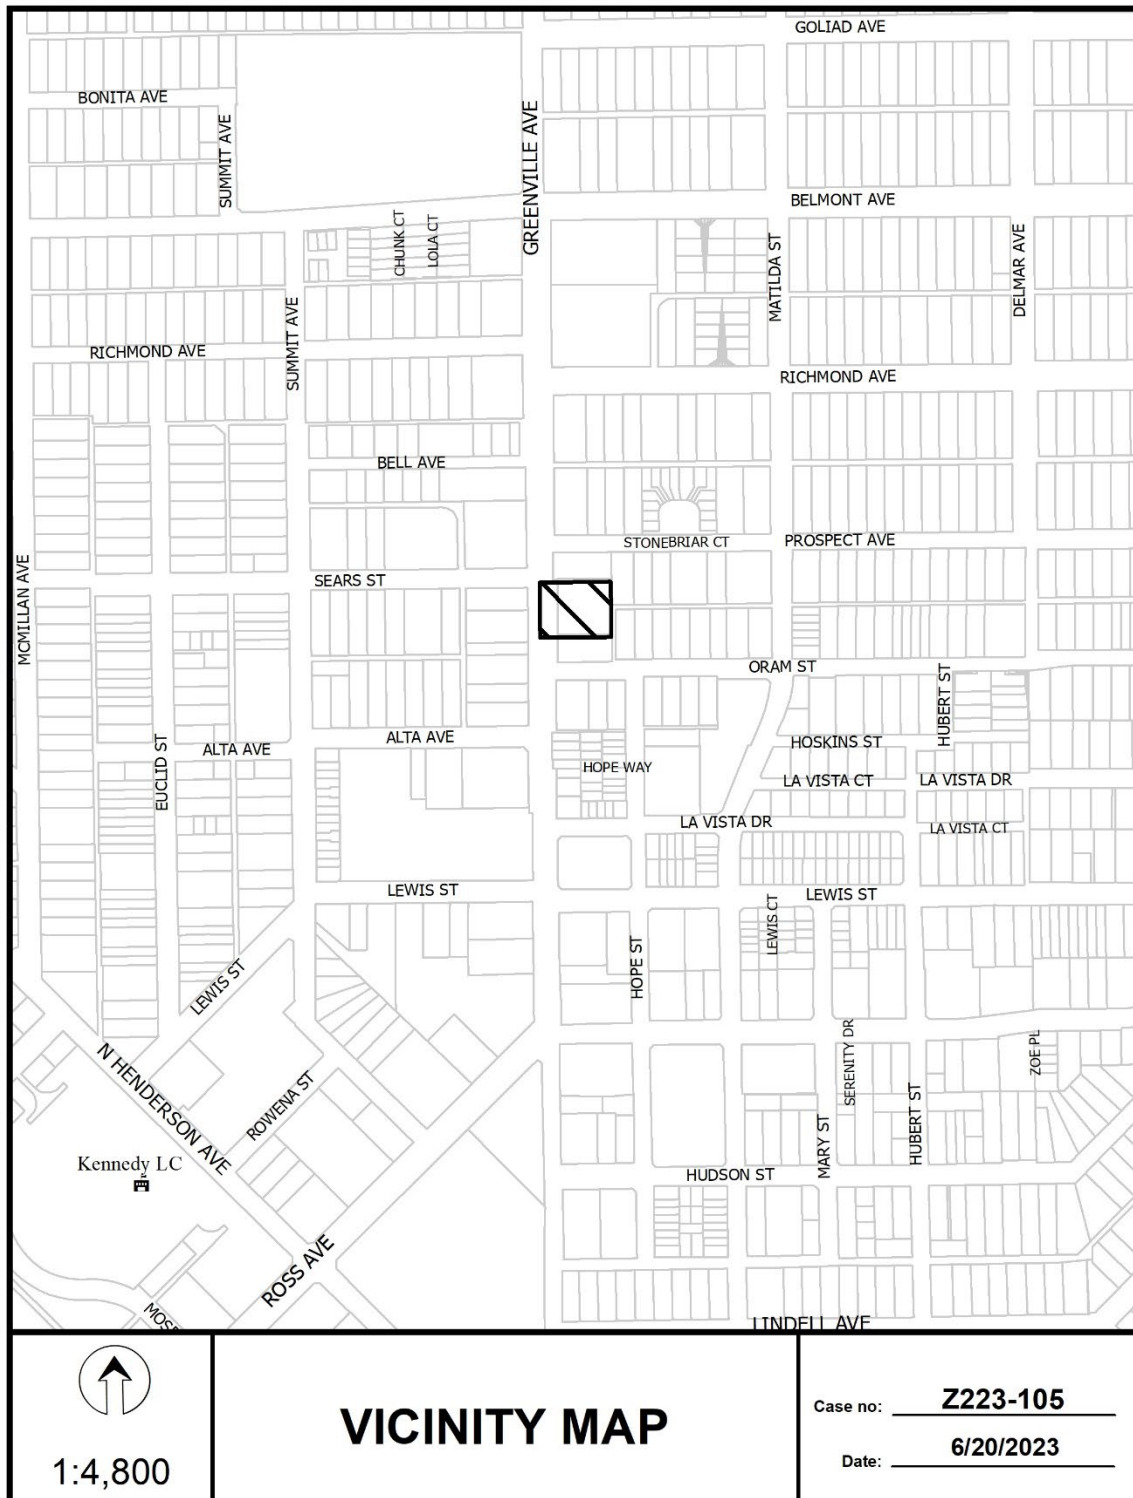 GOLIAD AVE
BONITA AVE
SUMMIT AVE
GREENVILLE AVE
BELMONT AVE
CHUNK CT
LOLA CT
MATILDA ST
DELMAR AVE
SUMMIT AVE
RICHMOND AVE
RICHMOND AVE
BELL AVE
STONEBRIAR CT
PROSPECT AVE
MCMILLAN AVE
SEARS ST
ORAM ST
HUBERT ST
EUCLID ST
ALTA AVE
ALTA AVE
HOSKINS ST
HOPE WAY
LA VISTA CT
LA VISTA DR
LA VISTA DR
LA VISTA CT
LEWIS ST
LEWIS ST
LEWIS CT
HOPE ST
LEWIS ST
SERENITY DR
ZOE PL
N HENDERSON AVE
ROWENA ST
HUBERT ST
MARY ST
Kennedy LC
HUDSON ST
ROSS AVE
LINDELL AVE
1:4,800
VICINITY MAP
Case no: Z223-105
Date: 6/20/2023